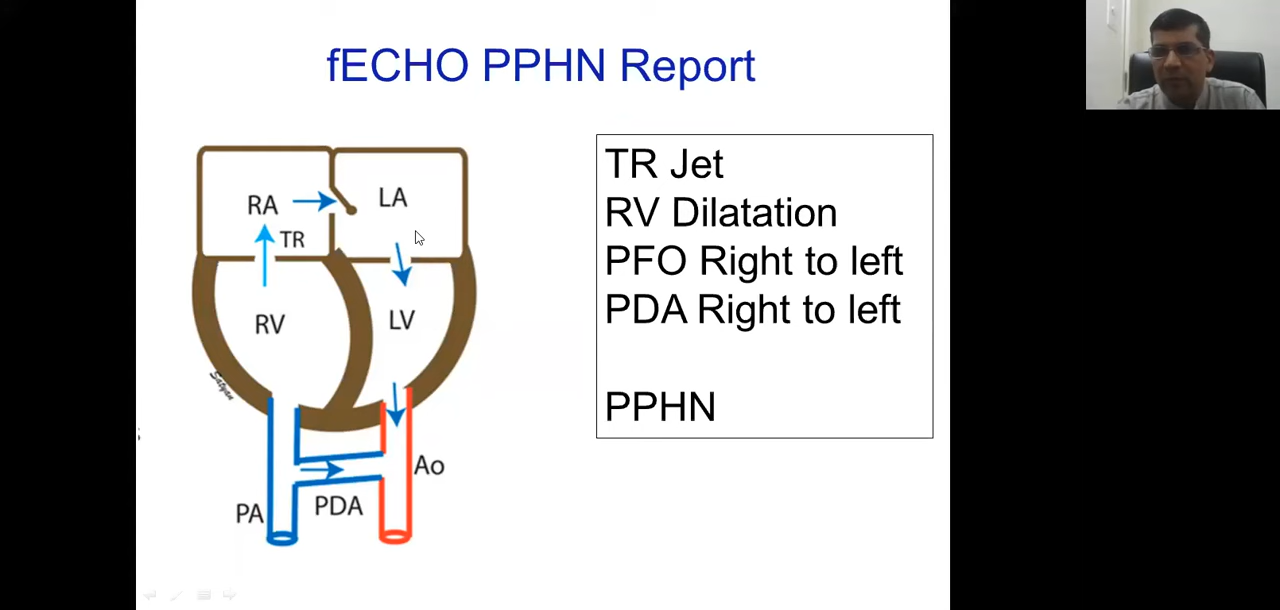 fECHO PPHN Report
TR Jet
RV Dilatation
PFO Right to left
PDA Right to left
PPHN
RA
LA
TR
RV
LV
Satyan
Ao
PA
PDA